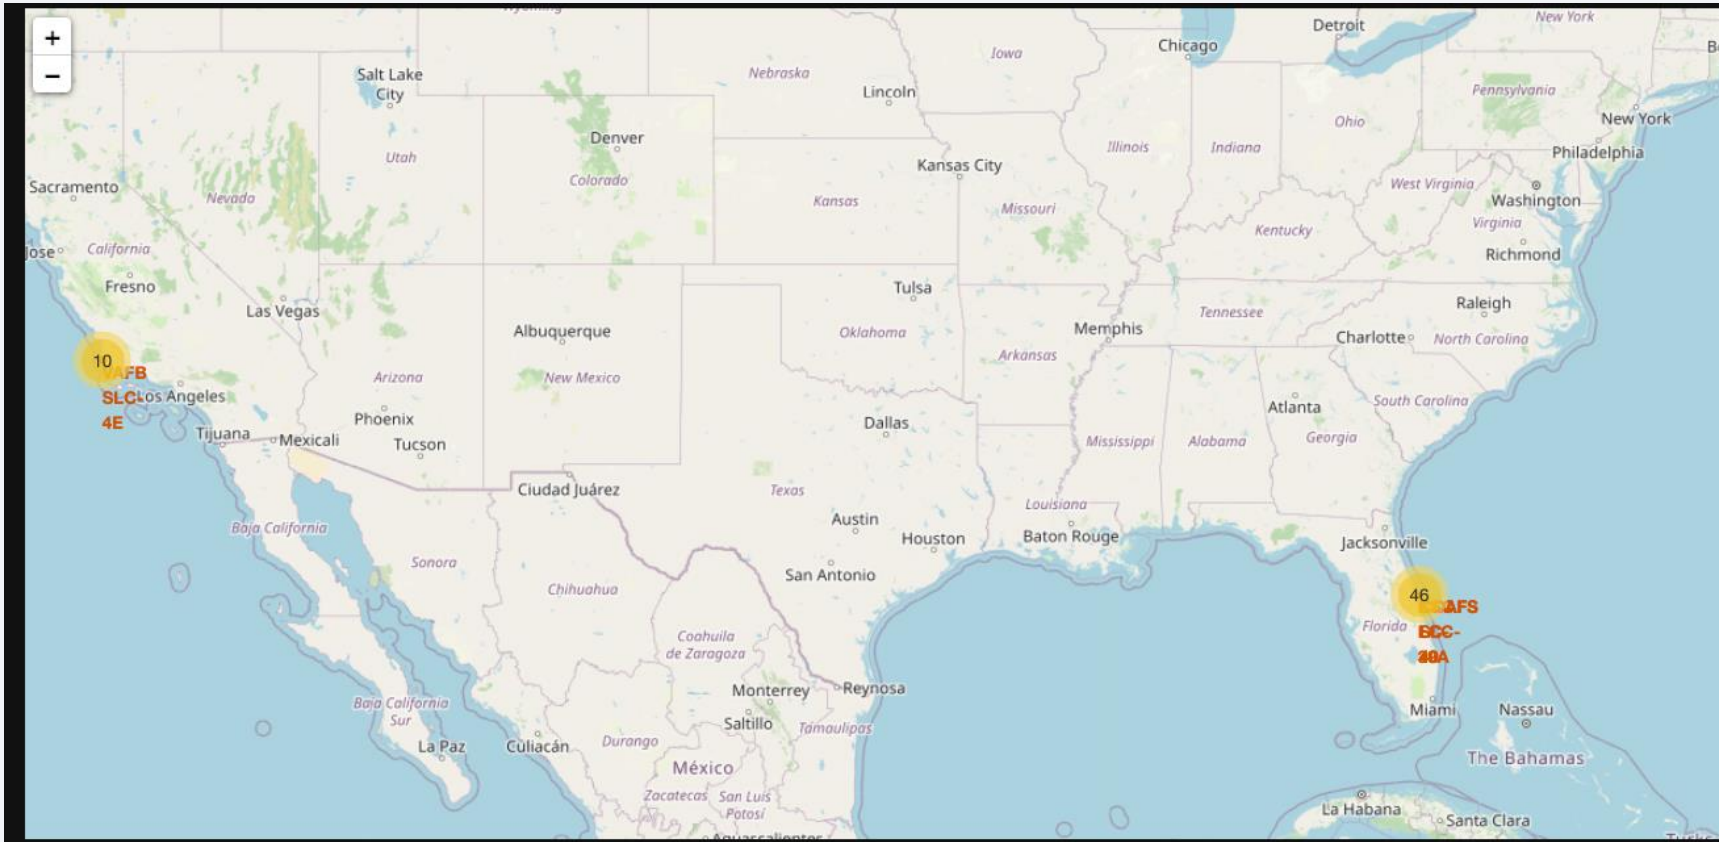 +
−
Wyoming
Detroit
New York
Chicago
Iowa
Salt Lake
City
Nebraska
Lincoln
Pennsylvania
New York
Ohio
Denver
Illinois
Indiana
Philadelphia
Utah
Kansas City
Colorado
West Virginia
Sacramento
Nevada
Kansas
Missouri
Washington
Virginia
Kentucky
Jose
California
Richmond
Fresno
Tulsa
Las Vegas
Raleigh
Tennessee
Albuquerque
Oklahoma
Memphis
Charlotte
North Carolina
10
Arkansas
VAFB
Arizona
New Mexico
SLC-
Los Angeles
South Carolina
Atlanta
4E
Phoenix
Dallas
Tijuana
Mexicali
Tucson
Mississippi
Alabama
Georgia
Ciudad Juárez
Texas
Louisiana
Austin
Baja California
Houston
Baton Rouge
Jacksonville
Sonora
San Antonio
Chihuahua
46
Florida
Coahuila
de Zaragoza
Monterrey
Reynosa
Baja California
Sur
Saltillo
Tamaulipas
Miami
Nassau
La Paz
Culiacán
Durango
The Bahamas
México
Zacatecas
San Luis
Potosí
La Habana
Santa Clara
Aguascalientes